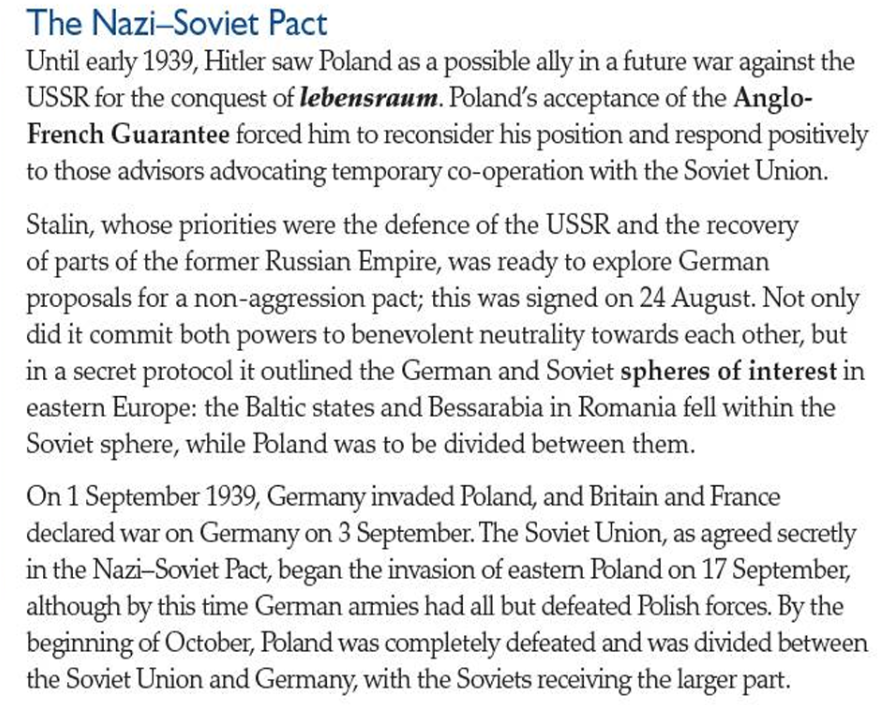 The Nazi–Soviet Pact
Until early 1939, Hitler saw Poland as a possible ally in a future war against the
USSR for the conquest of lebensraum. Poland's acceptance of the Anglo-
French Guarantee forced him to reconsider his position and respond positively
to those advisors advocating temporary co-operation with the Soviet Union.
Stalin, whose priorities were the defence of the USSR and the recovery
of parts of the former Russian Empire, was ready to explore German
proposals for a non-aggression pact; this was signed on 24 August. Not only
did it commit both powers to benevolent neutrality towards each other, but
in a secret protocol it outlined the German and Soviet spheres of interest in
eastern Europe: the Baltic states and Bessarabia in Romania fell within the
Soviet sphere, while Poland was to be divided between them.
On 1 September 1939, Germany invaded Poland, and Britain and France
declared war on Germany on 3 September. The Soviet Union, as agreed secretly
in the Nazi–Soviet Pact, began the invasion of eastern Poland on 17 September,
although by this time German armies had all but defeated Polish forces. By the
beginning of October, Poland was completely defeated and was divided between
the Soviet Union and Germany, with the Soviets receiving the larger part.